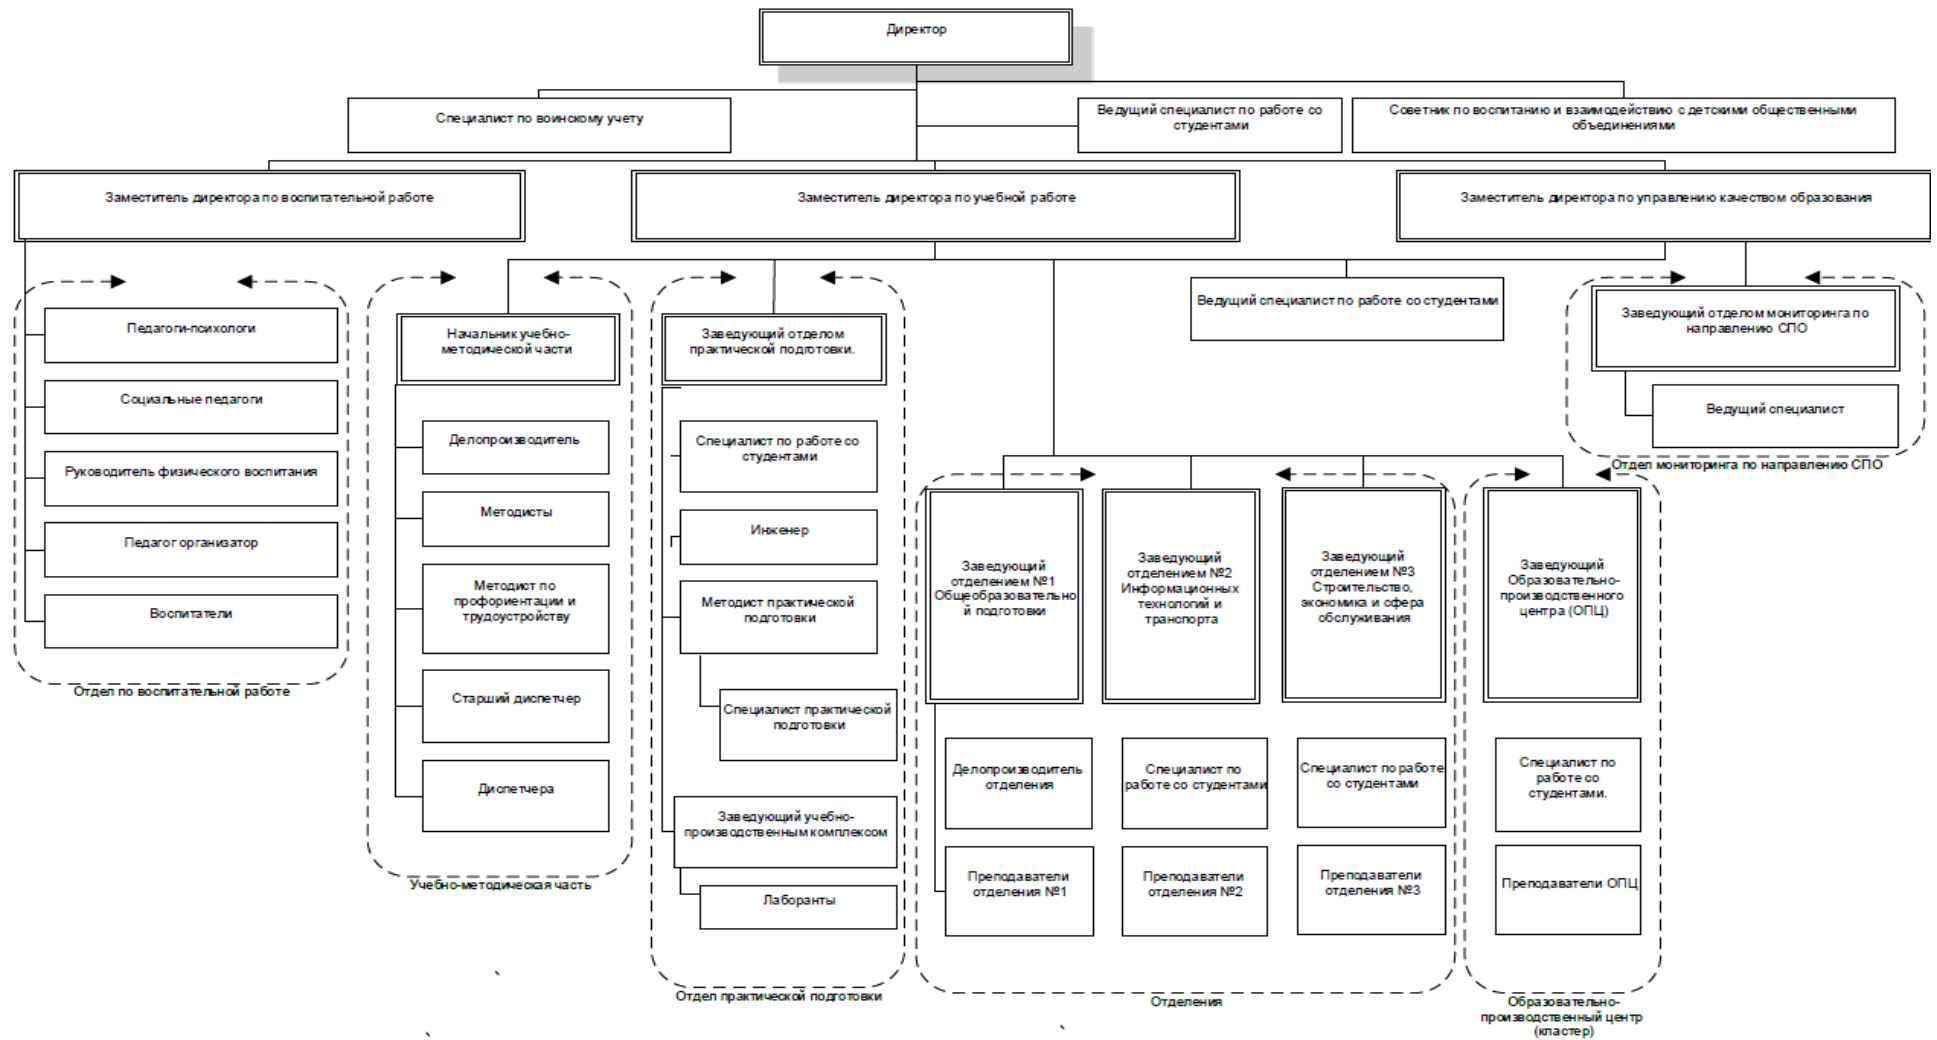 Директор
Специалист по воинскому учету
Ведущий специалист по работе со
студентами
Советник по воспитанию и взаимодействию с детскими общественными
объединениями
Заместитель директора по воспитательной работе
Заместитель директора по учебной работе
Заместитель директора по управлению качеством образования
Педагоги-психологи
Социальные педагоги
Руководитель физического воспитания
Педагог организатор
Воспитатели
Отдел по воспитательной работе
Начальник учебно-
методической части
Делопроизводитель
Методисты
Методист по
профориентации и
трудоустройству
Старший диспетчер
Диспетчера
Учебно-методическая часть
Заведующий отделом
практической подготовки.
Специалист по работе со
студентами
Инженер
Методист практической
подготовки
Специалист практической
подготовки
Заведующий учебно-
производственным комплексом
Лаборанты
Отдел практической подготовки
Ведущий специалист по работе со студентами
Заведующий отделом мониторинга по
направлению СПО
Ведущий специалист
Отдел мониторинга по направлению СПО
Заведующий
отделением №1
Общеобразовательно
й подготовки
Делопроизводитель
отделения
Преподаватели
отделения №1
Заведующий
отделением №2
Информационных
технологий и
транспорта
Специалист по
работе со студентами
Преподаватели
отделения №2
Заведующий
отделением №3
Строительство,
экономика и сфера
обслуживания
Специалист по работе
со студентами
Преподаватели
отделения №3
Отделения
Заведующий
Образовательно-
производственного
центра (ОПЦ)
Специалист по
работе со
студентами.
Преподаватели ОПЦ
Образовательно-
производственный центр
(кластер)